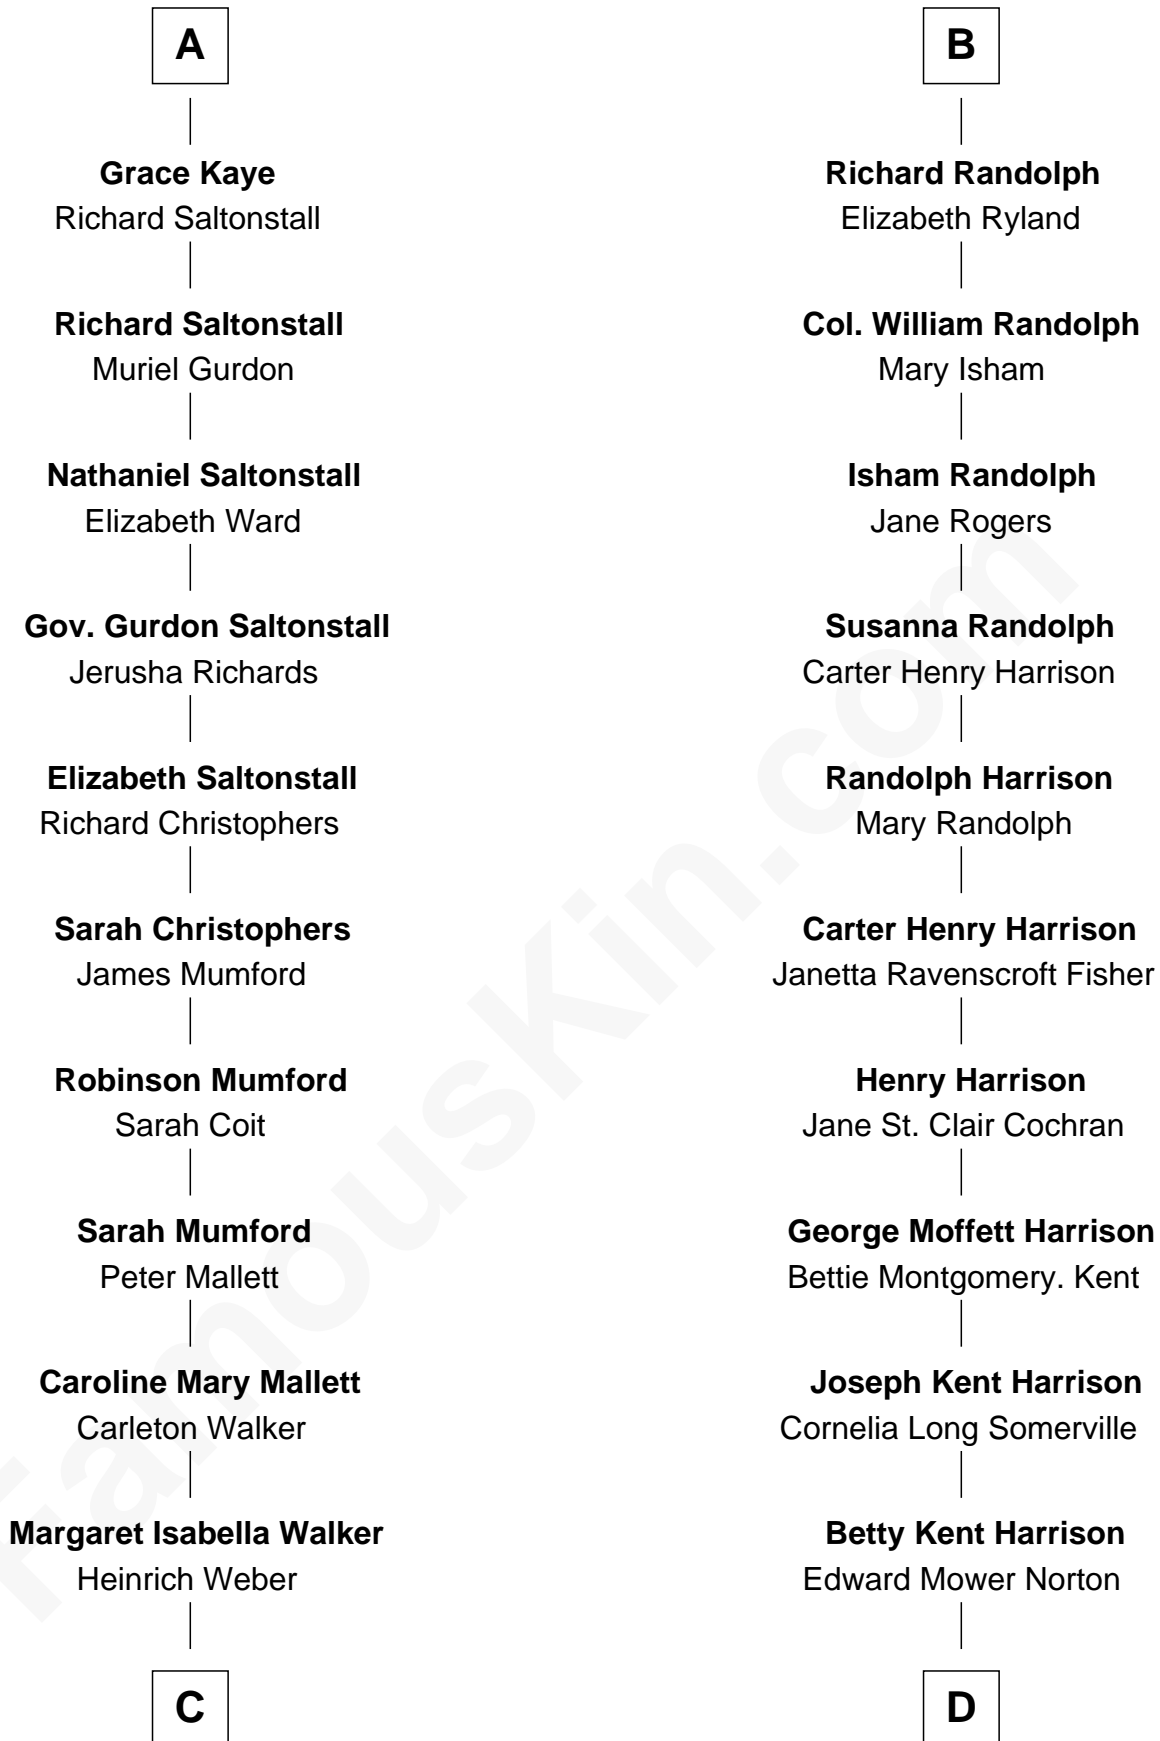 A
Grace Kaye
Richard Saltonstall
Richard Saltonstall
Muriel Gurdon
Nathaniel Saltonstall
Elizabeth Ward
Gov. Gurdon Saltonstall
Jerusha Richards
Elizabeth Saltonstall
Richard Christophers
Sarah Christophers
James Mumford
Robinson Mumford
Sarah Coit
Sarah Mumford
Peter Mallett
Caroline Mary Mallett
Carleton Walker
Margaret Isabella Walker
Heinrich Weber
C
B
Richard Randolph
Elizabeth Ryland
Col. William Randolph
Mary Isham
Isham Randolph
Jane Rogers
Susanna Randolph
Carter Henry Harrison
Randolph Harrison
Mary Randolph
Carter Henry Harrison
Janetta Ravenscroft Fisher
Henry Harrison
Jane St. Clair Cochran
George Moffett Harrison
Bettie Montgomery. Kent
Joseph Kent Harrison
Cornelia Long Somerville
Betty Kent Harrison
Edward Mower Norton
D
FamousKin.com